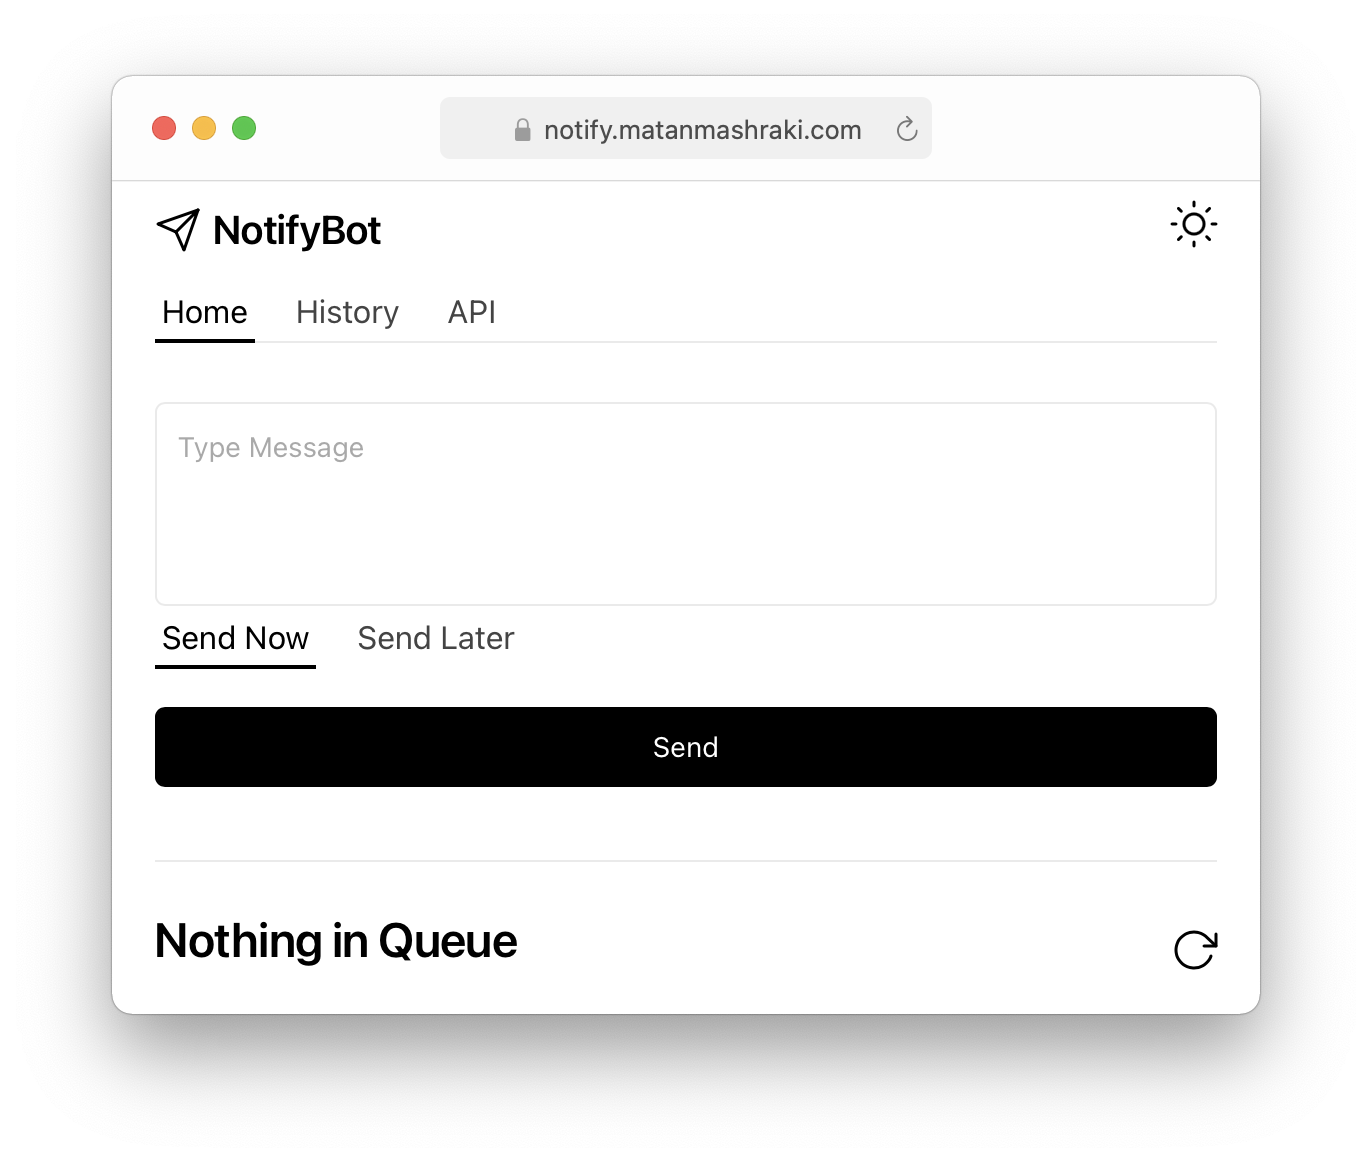 notify.matanmashraki.com
NotifyBot
Home History API
Type Message
Send Now Send Later
Send
Nothing in Queue